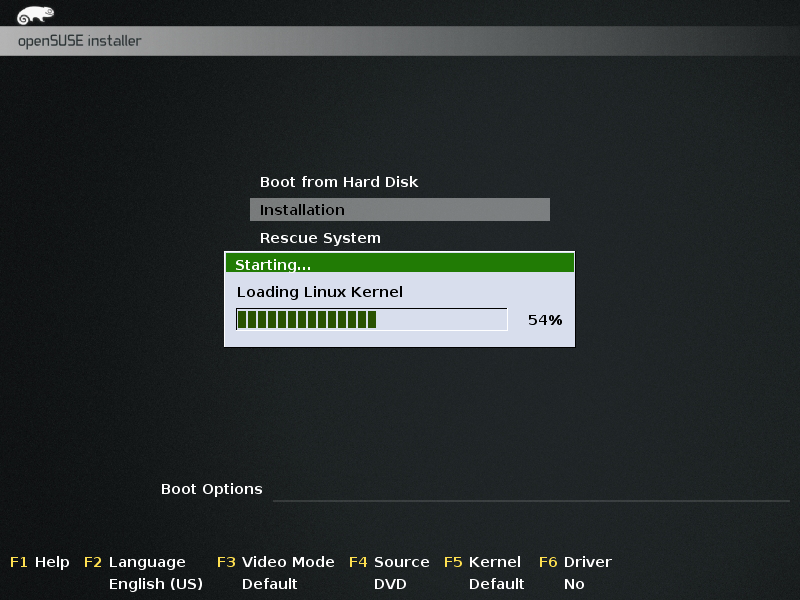 openSUSE installer
Boot from Hard Disk
Installation
Rescue System
Starting...
Loading Linux Kernel
54%
Boot Options
F1 Help F2 Language F3 Video Mode F4 Source F5 Kernel F6 Driver
English (US) Default DVD Default No